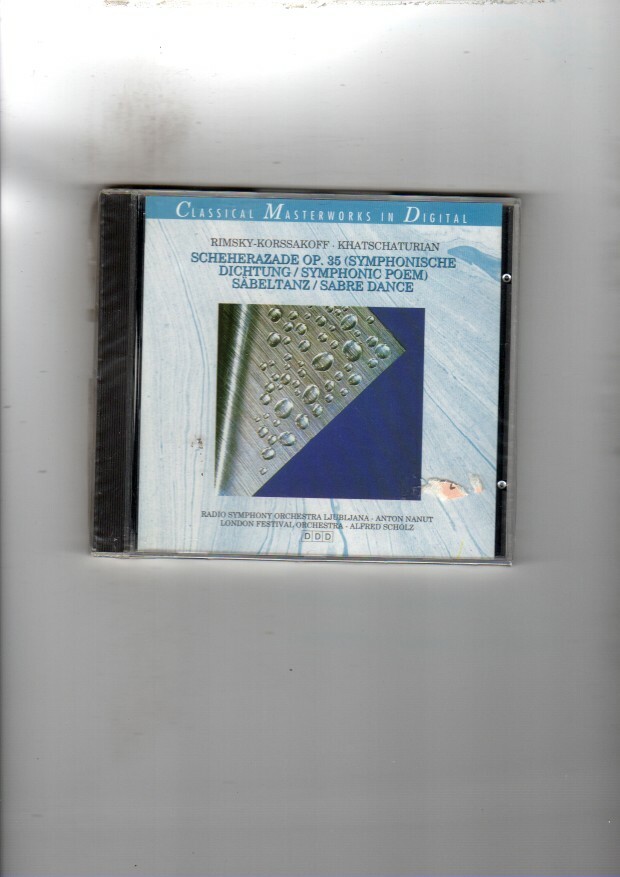 CLASSICAL MASTERWORKS IN DIGITAL
RIMSKY-KORSSAKOFF · KHATSCHATURIAN
SCHEHERAZADE OP. 35 (SYMPHONISCHE
DICHTUNG / SYMPHONIC POEM)
SÄBELTANZ / SABRE DANCE
RADIO SYMPHONY ORCHESTRA LJUBLJANA · ANTON NANUT
LONDON FESTIVAL ORCHESTRA · ALFRED SCHOLZ
DDD